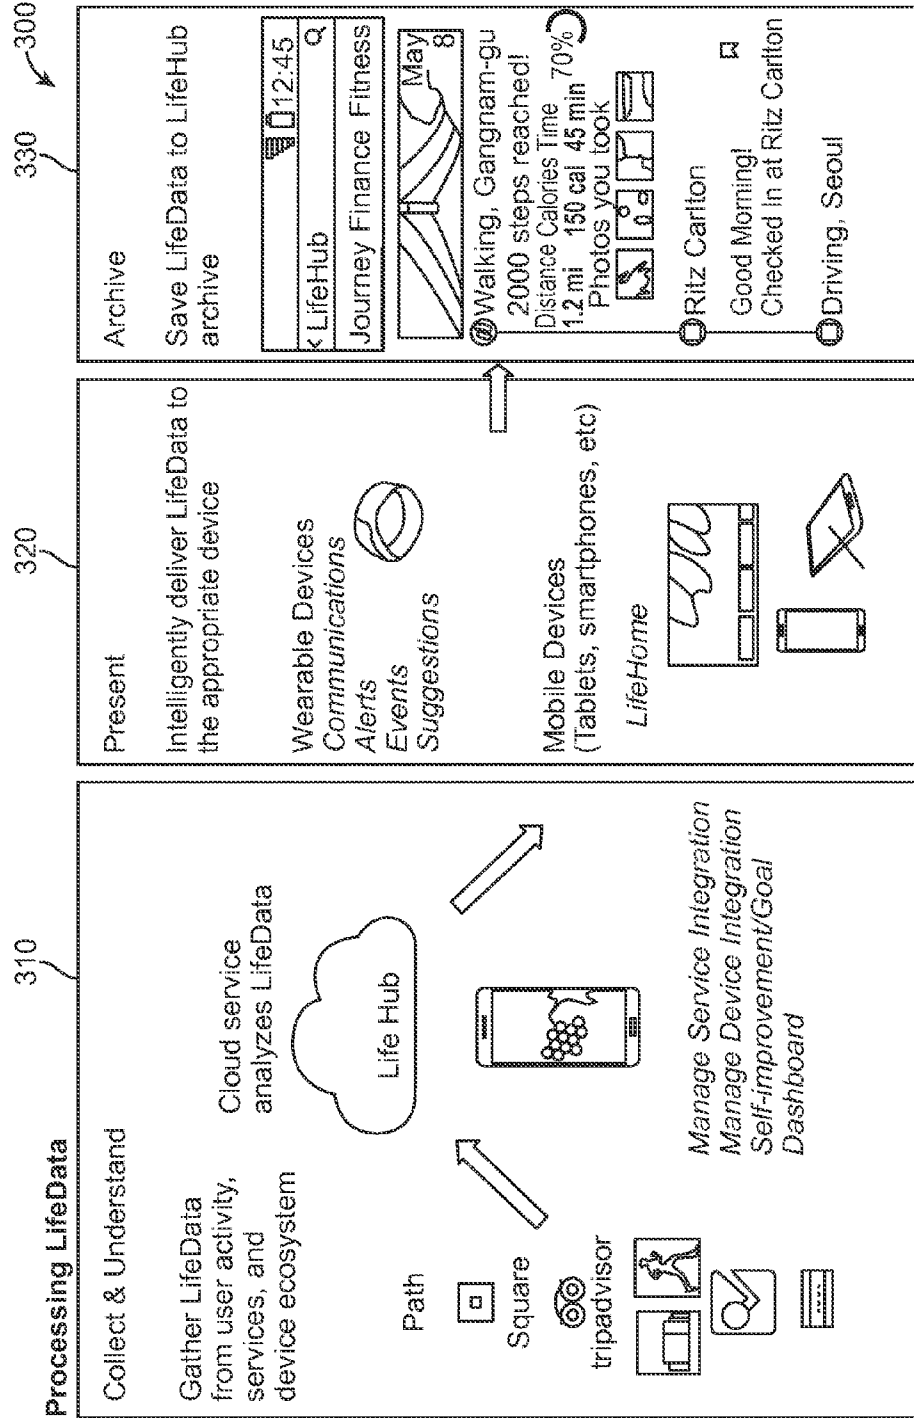 300
Processing LifeData
310
Collect & Understand
Gather LifeData
from user activity,
services, and
device ecosystem
Cloud service
analyzes LifeData
Life Hub
Path
Square
tripadvisor
Manage Service Integration
Manage Device Integration
Self-improvement/Goal
Dashboard
320
Present
Intelligently deliver LifeData to
the appropriate device
Wearable Devices
Communications
Alerts
Events
Suggestions
Mobile Devices
(Tablets, smartphones, etc)
LifeHome
330
Archive
Save LifeData to LifeHub
archive
12:45
< LifeHub
Journey Finance Fitness
May
8
@Walking, Gangnam-gu
2000 steps reached!
Distance Calories Time
1.2 mi 150 cal 45 min 70%
Photos you took
Ritz Carlton
Good Morning!
Checked In at Ritz Carlton
Driving, Seoul